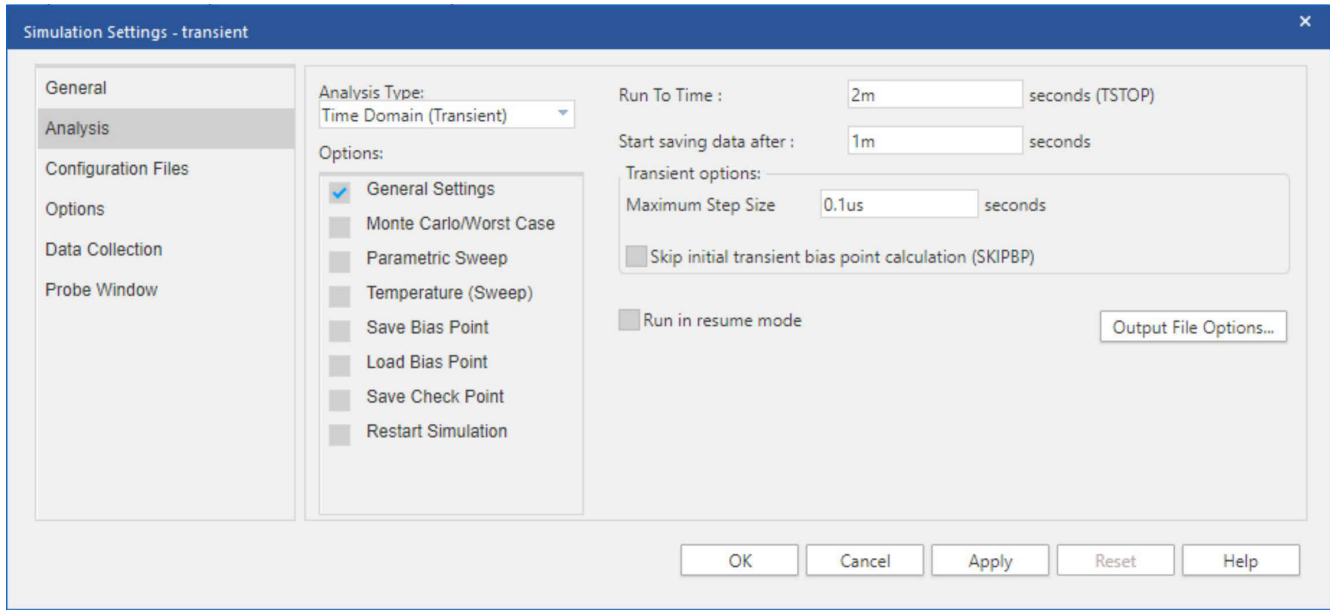 Simulation Settings - transient
×
General
Analysis
Configuration Files
Options
Data Collection
Probe Window
Analysis Type:
Time Domain (Transient)
Options:
General Settings
Monte Carlo/Worst Case
Parametric Sweep
Temperature (Sweep)
Save Bias Point
Load Bias Point
Save Check Point
Restart Simulation
Run To Time : 2m seconds (TSTOP)
Start saving data after : 1m seconds
Transient options:
Maximum Step Size 0.1us seconds
Skip initial transient bias point calculation (SKIPBP)
Run in resume mode
Output File Options...
OK Cancel Apply Reset Help